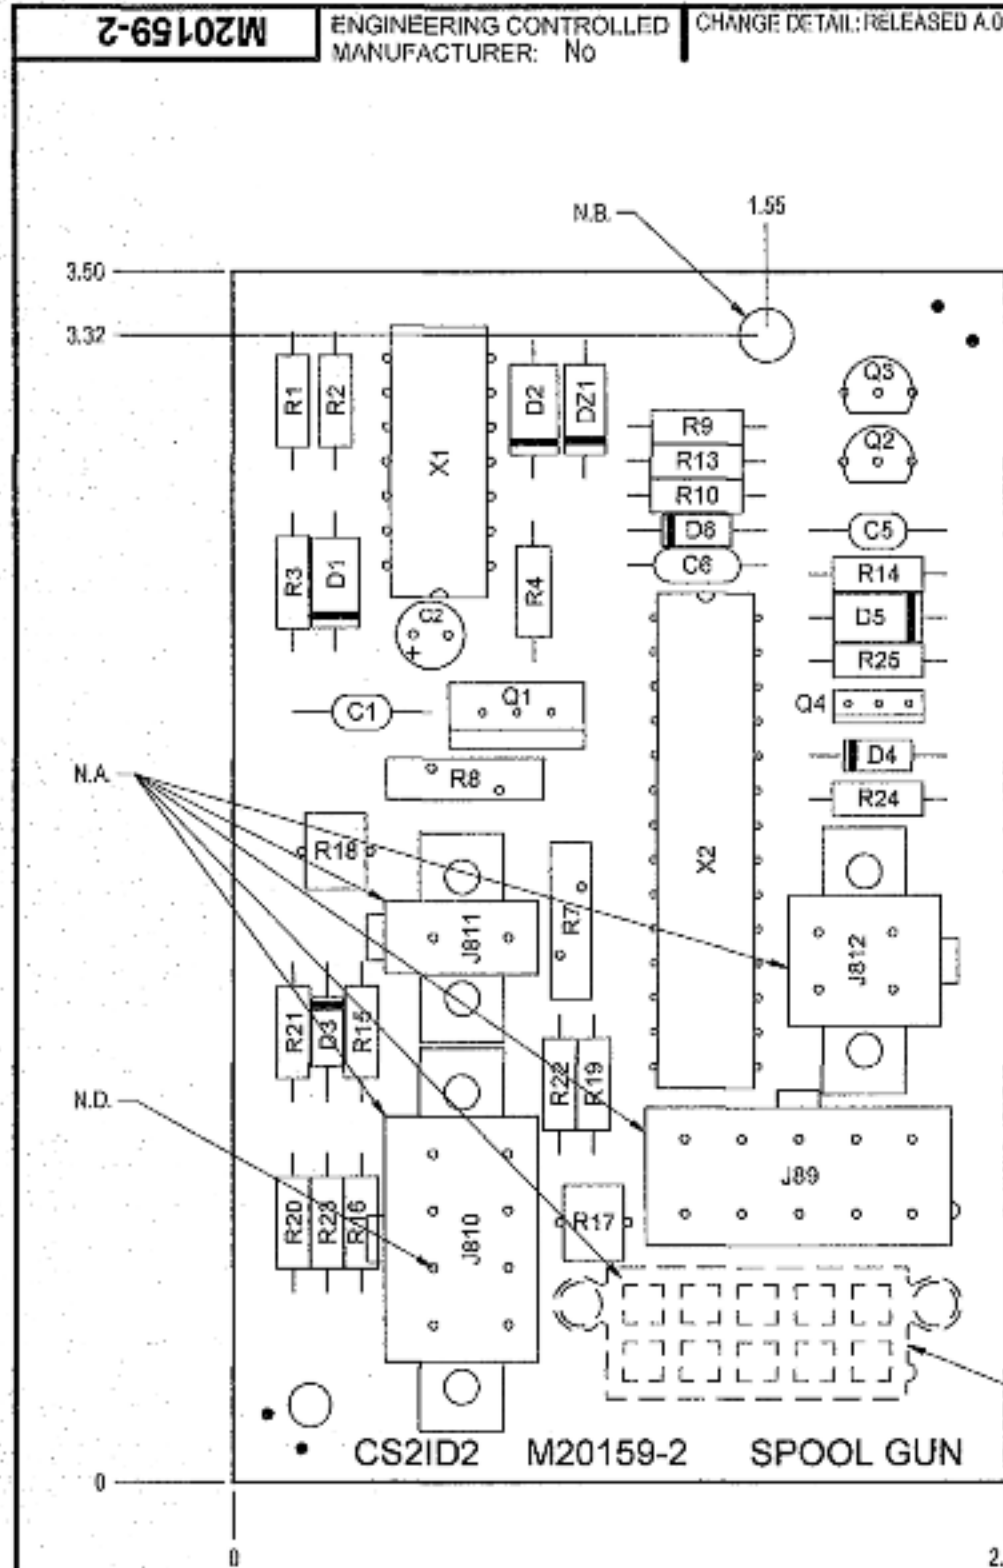 M20159-2
ENGINEERING CONTROLLED
MANUFACTURER: No
CHANGE DETAIL: RELEASED A.0
N.B.
1.55
3.50
3.32
R1
R2
X1
D2
DZ1
Q3
R9
Q2
R13
R10
D6
C5
C6
R3
D1
R4
R14
C2
+
D5
R25
C1
Q1
Q4
D4
N.A.
R8
R24
R18
X2
R7
J811
J812
R21
D3
R15
R22
R19
N.D.
J89
R20
R23
R16
J810
R17
CS2ID2 M20159-2 SPOOL GUN
0
0
2.